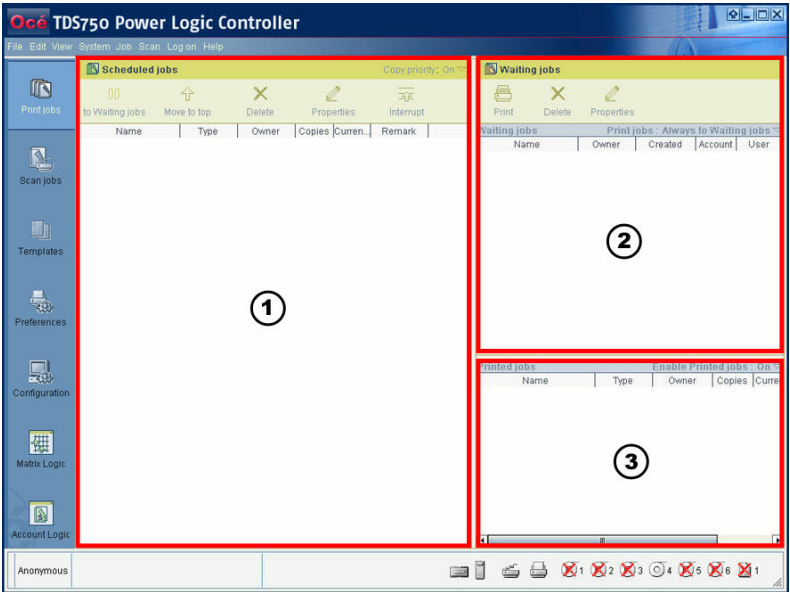 Océ TDS750 Power Logic Controller
File Edit View System Job Scan Log on Help
Scheduled jobs Copy priority: On
to Waiting jobs Move to top Delete Properties Interrupt
Name Type Owner Copies Curren... Remark
1
Waiting jobs
Print Delete Properties
Waiting jobs Print jobs: Always to Waiting jobs
Name Owner Created Account User
2
Printed jobs Enable Printed jobs: On
Name Type Owner Copies Curre
3
Print jobs
Scan jobs
Templates
Preferences
Configuration
Matrix Logic
Account Logic
Anonymous
1 2 3 4 5 6 1